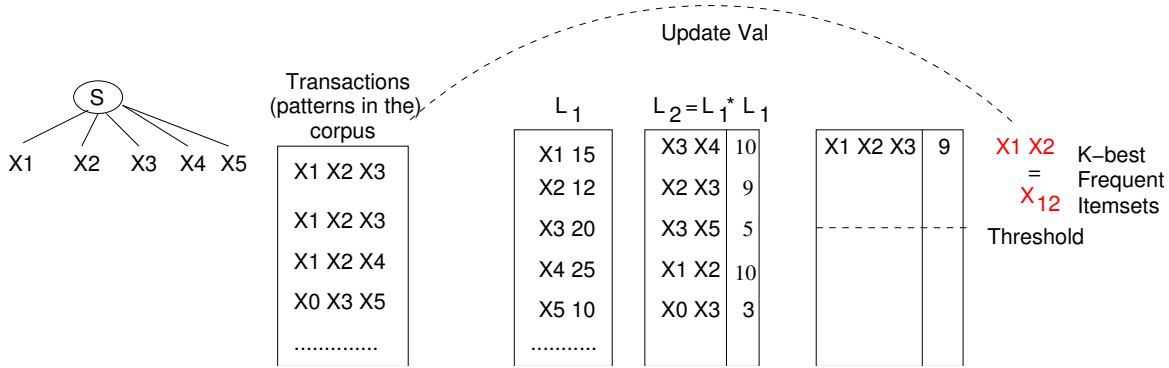 Update Val
S
X1 X2 X3 X4 X5
Transactions
(patterns in the)
corpus
X1 X2 X3
X1 X2 X3
X1 X2 X4
X0 X3 X5
..............
L1
X1 15
X2 12
X3 20
X4 25
X5 10
...........
L2=L1* L1
X3 X4 10
X2 X3 9
X3 X5 5
X1 X2 10
X0 X3 3
X1 X2 X3 9
X1 X2
=
X12
K-best
Frequent
Itemsets
Threshold